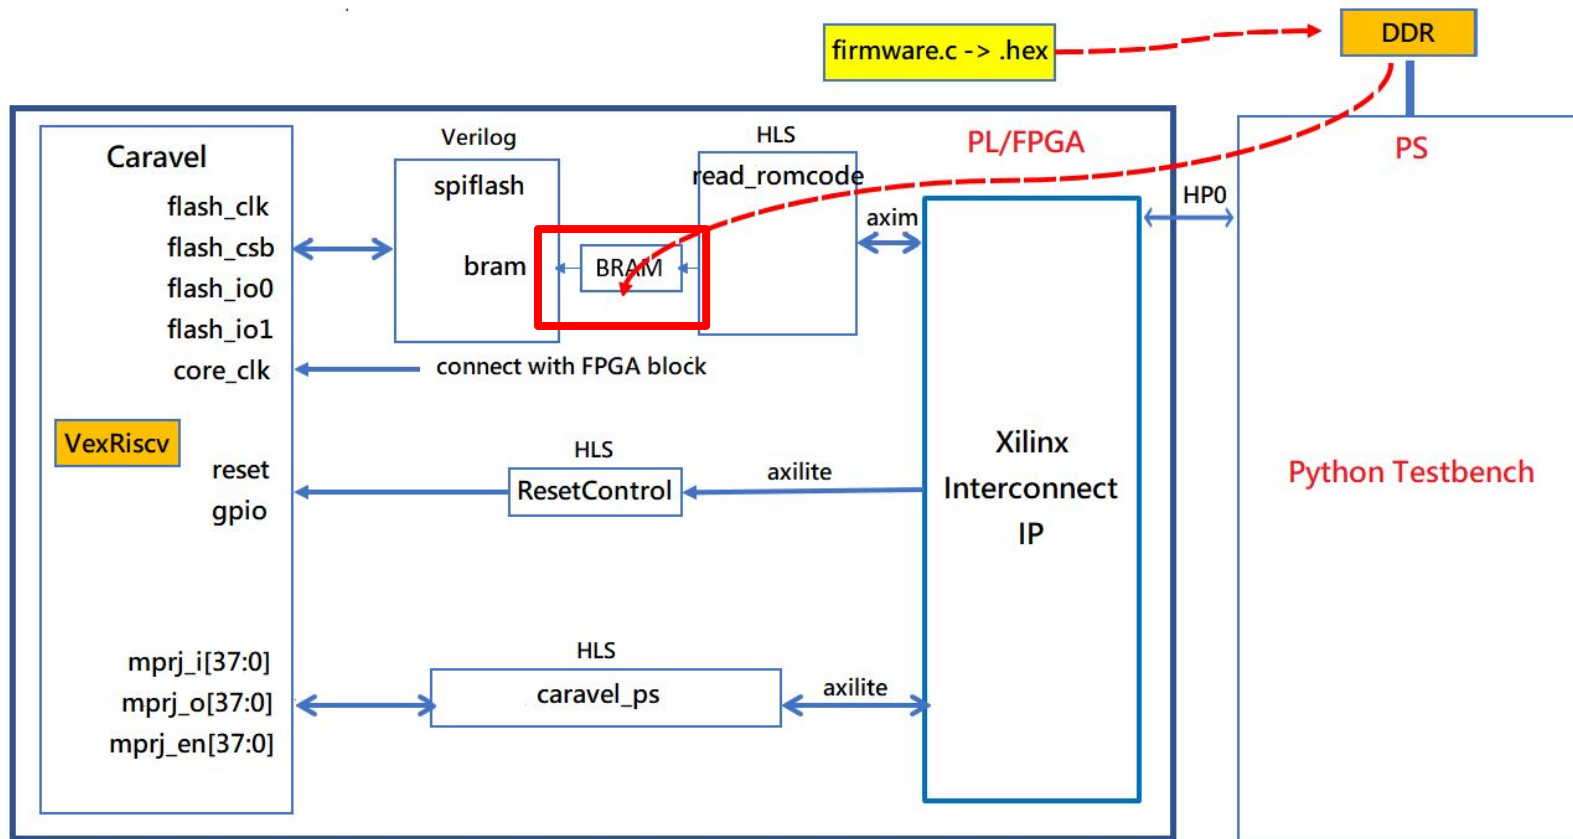 firmware.c -> .hex
DDR
Caravel
flash_clk
flash_csb
flash_io0
flash_io1
core_clk
VexRiscv
reset
gpio
mprj_i[37:0]
mprj_o[37:0]
mprj_en[37:0]
Verilog
spiflash
bram
BRAM
HLS
read_romcode
axim
PL/FPGA
HP0
PS
connect with FPGA block
HLS
ResetControl
axilite
Xilinx
Interconnect
IP
Python Testbench
HLS
caravel_ps
axilite